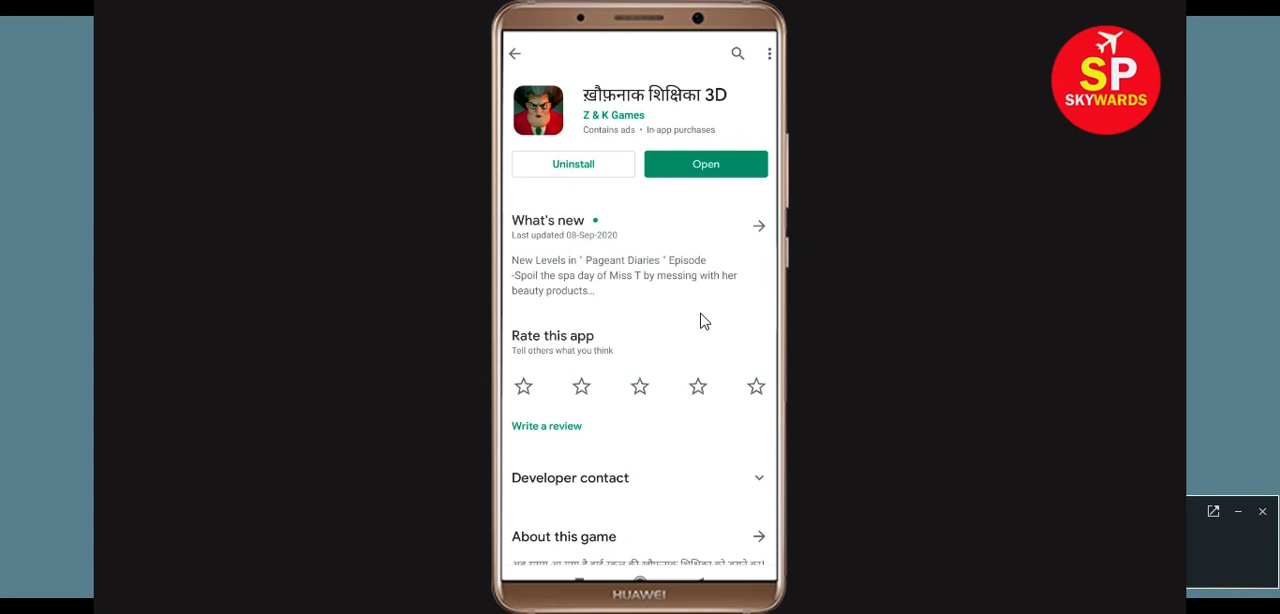 SP
SKYWARDS
ख़ौफ़नाक शिक्षिका 3D
Z & K Games
Contains ads • In-app purchases
Uninstall
Open
What's new
Last updated 08-Sep-2020
New Levels in " Pageant Diaries " Episode
-Spoil the spa day of Miss T by messing with her
beauty products...
Rate this app
Tell others what you think
Write a review
Developer contact
About this game
HUAWEI